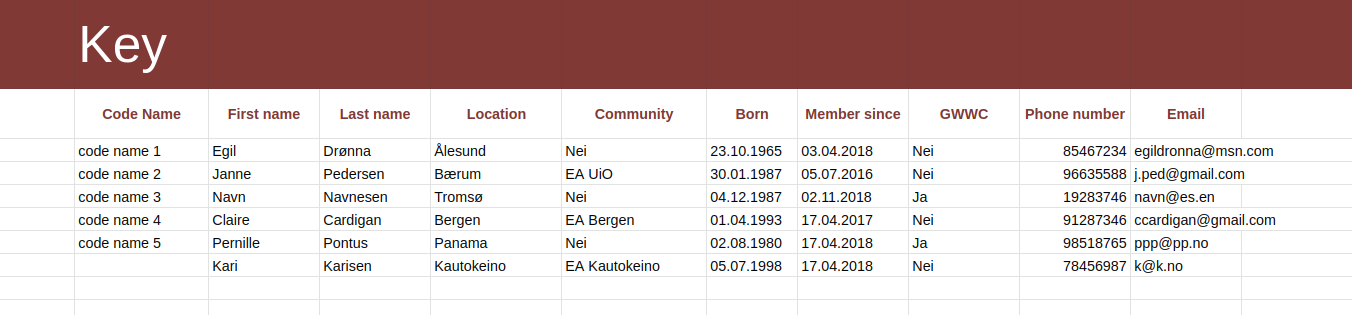 Key
Code Name First name Last name Location Community Born Member since GWWC Phone number Email
code name 1 Egil Drønna Ålesund Nei 23.10.1965 03.04.2018 Nei 85467234 egildronna@msn.com
code name 2 Janne Pedersen Bærum EA UiO 30.01.1987 05.07.2016 Nei 96635588 j.ped@gmail.com
code name 3 Navn Navnesen Tromsø Nei 04.12.1987 02.11.2018 Ja 19283746 navn@es.en
code name 4 Claire Cardigan Bergen EA Bergen 01.04.1993 17.04.2017 Nei 91287346 ccardigan@gmail.com
code name 5 Pernille Pontus Panama Nei 02.08.1980 17.04.2018 Ja 98518765 ppp@pp.no
Kari Karisen Kautokeino EA Kautokeino 05.07.1998 17.04.2018 Nei 78456987 k@k.no